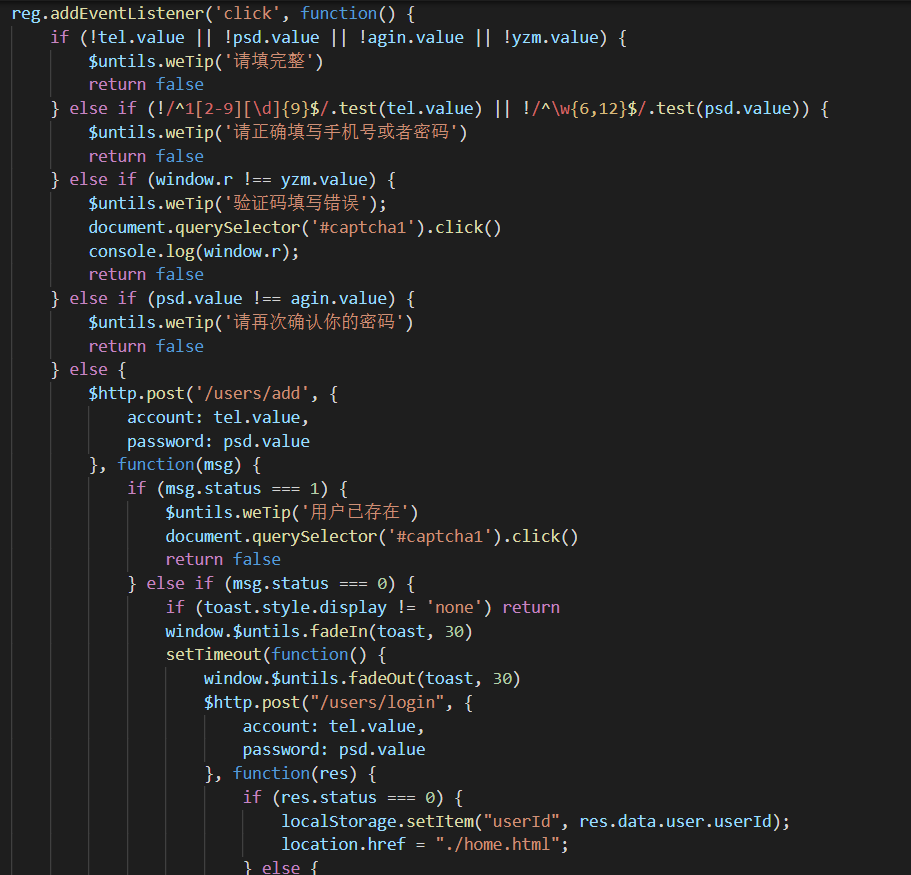 reg.addEventListener('click', function() {
if (!tel.value || !psd.value || !agin.value || !yzm.value) {
$untils.weTip('请填完整')
return false
} else if (!/^1[2-9][\d]{9}$/.test(tel.value) || !/^\w{6,12}$/.test(psd.value)) {
$untils.weTip('请正确填写手机号或者密码')
return false
} else if (window.r !== yzm.value) {
$untils.weTip('验证码填写错误');
document.querySelector('#captcha1').click()
console.log(window.r);
return false
} else if (psd.value !== agin.value) {
$untils.weTip('请再次确认你的密码')
return false
} else {
$http.post('/users/add', {
account: tel.value,
password: psd.value
}, function(msg) {
if (msg.status === 1) {
$untils.weTip('用户已存在')
document.querySelector('#captcha1').click()
return false
} else if (msg.status === 0) {
if (toast.style.display != 'none') return
window.$untils.fadeIn(toast, 30)
setTimeout(function() {
window.$untils.fadeOut(toast, 30)
$http.post("/users/login", {
account: tel.value,
password: psd.value
}, function(res) {
if (res.status === 0) {
localStorage.setItem("userId", res.data.user.userId);
location.href = "./home.html";
} else {